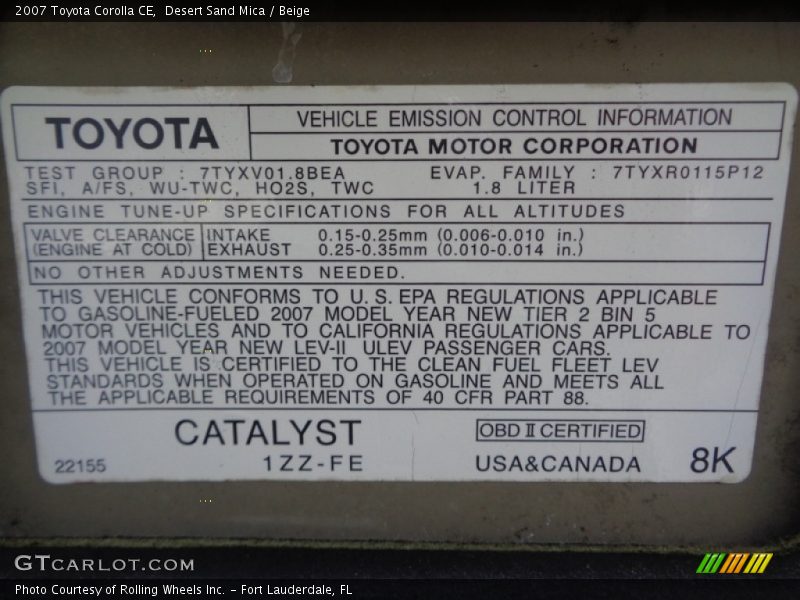 2007 Toyota Corolla CE, Desert Sand Mica / Beige
TOYOTA
VEHICLE EMISSION CONTROL INFORMATION
TOYOTA MOTOR CORPORATION
TEST GROUP : 7TYXV01.8BEA EVAP. FAMILY : 7TYXR0115P12
SFI, A/FS, WU-TWC, HO2S, TWC 1.8 LITER
ENGINE TUNE-UP SPECIFICATIONS FOR ALL ALTITUDES
VALVE CLEARANCE INTAKE 0.15-0.25mm (0.006-0.010 in.)
(ENGINE AT COLD) EXHAUST 0.25-0.35mm (0.010-0.014 in.)
NO OTHER ADJUSTMENTS NEEDED.
THIS VEHICLE CONFORMS TO U.S. EPA REGULATIONS APPLICABLE
TO GASOLINE-FUELED 2007 MODEL YEAR NEW TIER 2 BIN 5
MOTOR VEHICLES AND TO CALIFORNIA REGULATIONS APPLICABLE TO
2007 MODEL YEAR NEW LEV-II ULEV PASSENGER CARS.
THIS VEHICLE IS CERTIFIED TO THE CLEAN FUEL FLEET LEV
STANDARDS WHEN OPERATED ON GASOLINE AND MEETS ALL
THE APPLICABLE REQUIREMENTS OF 40 CFR PART 88.
CATALYST OBD II CERTIFIED
22155 1ZZ-FE USA&CANADA 8K
GTCARLOT.COM
Photo Courtesy of Rolling Wheels Inc. - Fort Lauderdale, FL